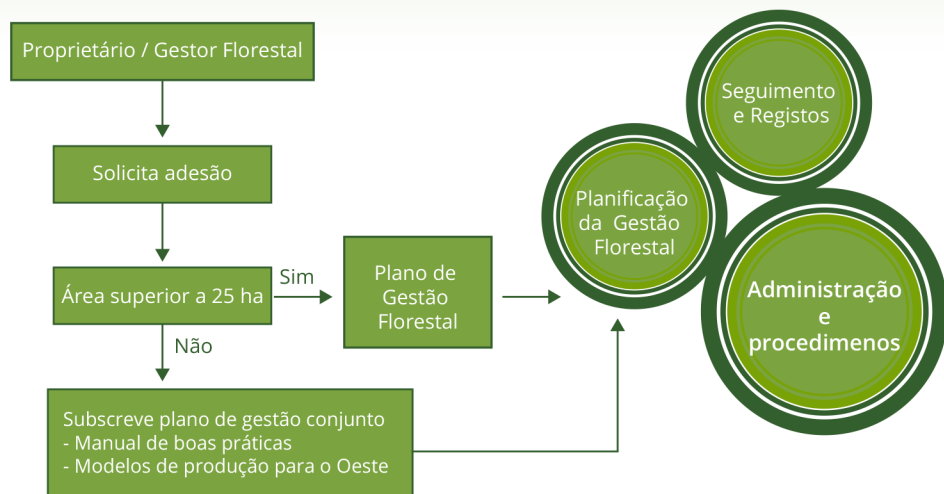 Proprietário / Gestor Florestal
Solicita adesão
Área superior a 25 ha
Sim
Não
Plano de
Gestão
Florestal
Subscreve plano de gestão conjunto
- Manual de boas práticas
- Modelos de produção para o Oeste
Planificação
da Gestão
Florestal
Seguimento
e Registos
Administração
e
procedimenos